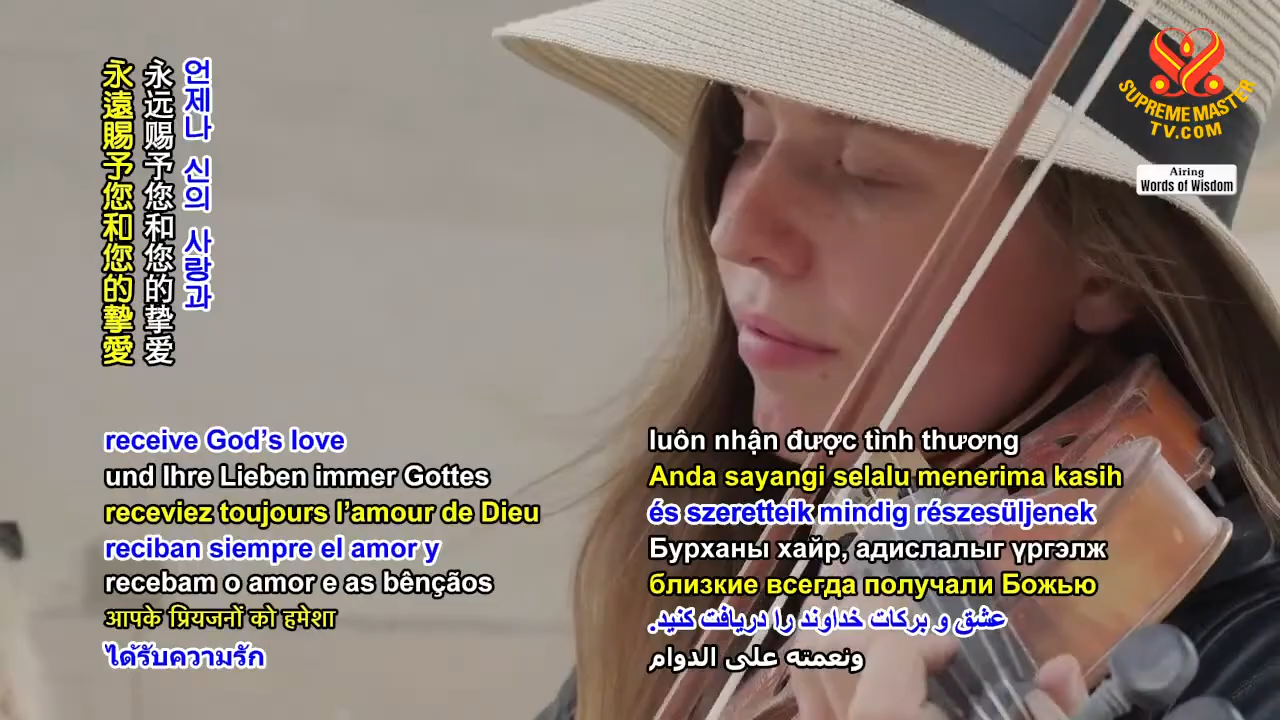 永遠賜予您和您的摯愛
永远赐予您和您的挚爱
언제나 신의 사랑과
SUPREME MASTER
TV.COM
Airing
Words of Wisdom
receive God’s love
und Ihre Lieben immer Gottes
receviez toujours l’amour de Dieu
reciban siempre el amor y
recebam o amor e as bênçãos
आपके प्रियजनों को हमेशा
ได้รับความรัก
luôn nhận được tình thương
Anda sayangi selalu menerima kasih
és szeretteik mindig részesüljenek
Бурханы хайр, адислалыг үргэлж
близкие всегда получали Божью
عشق و برکات خداوند را دریافت کنید.
ونعمته على الدوام